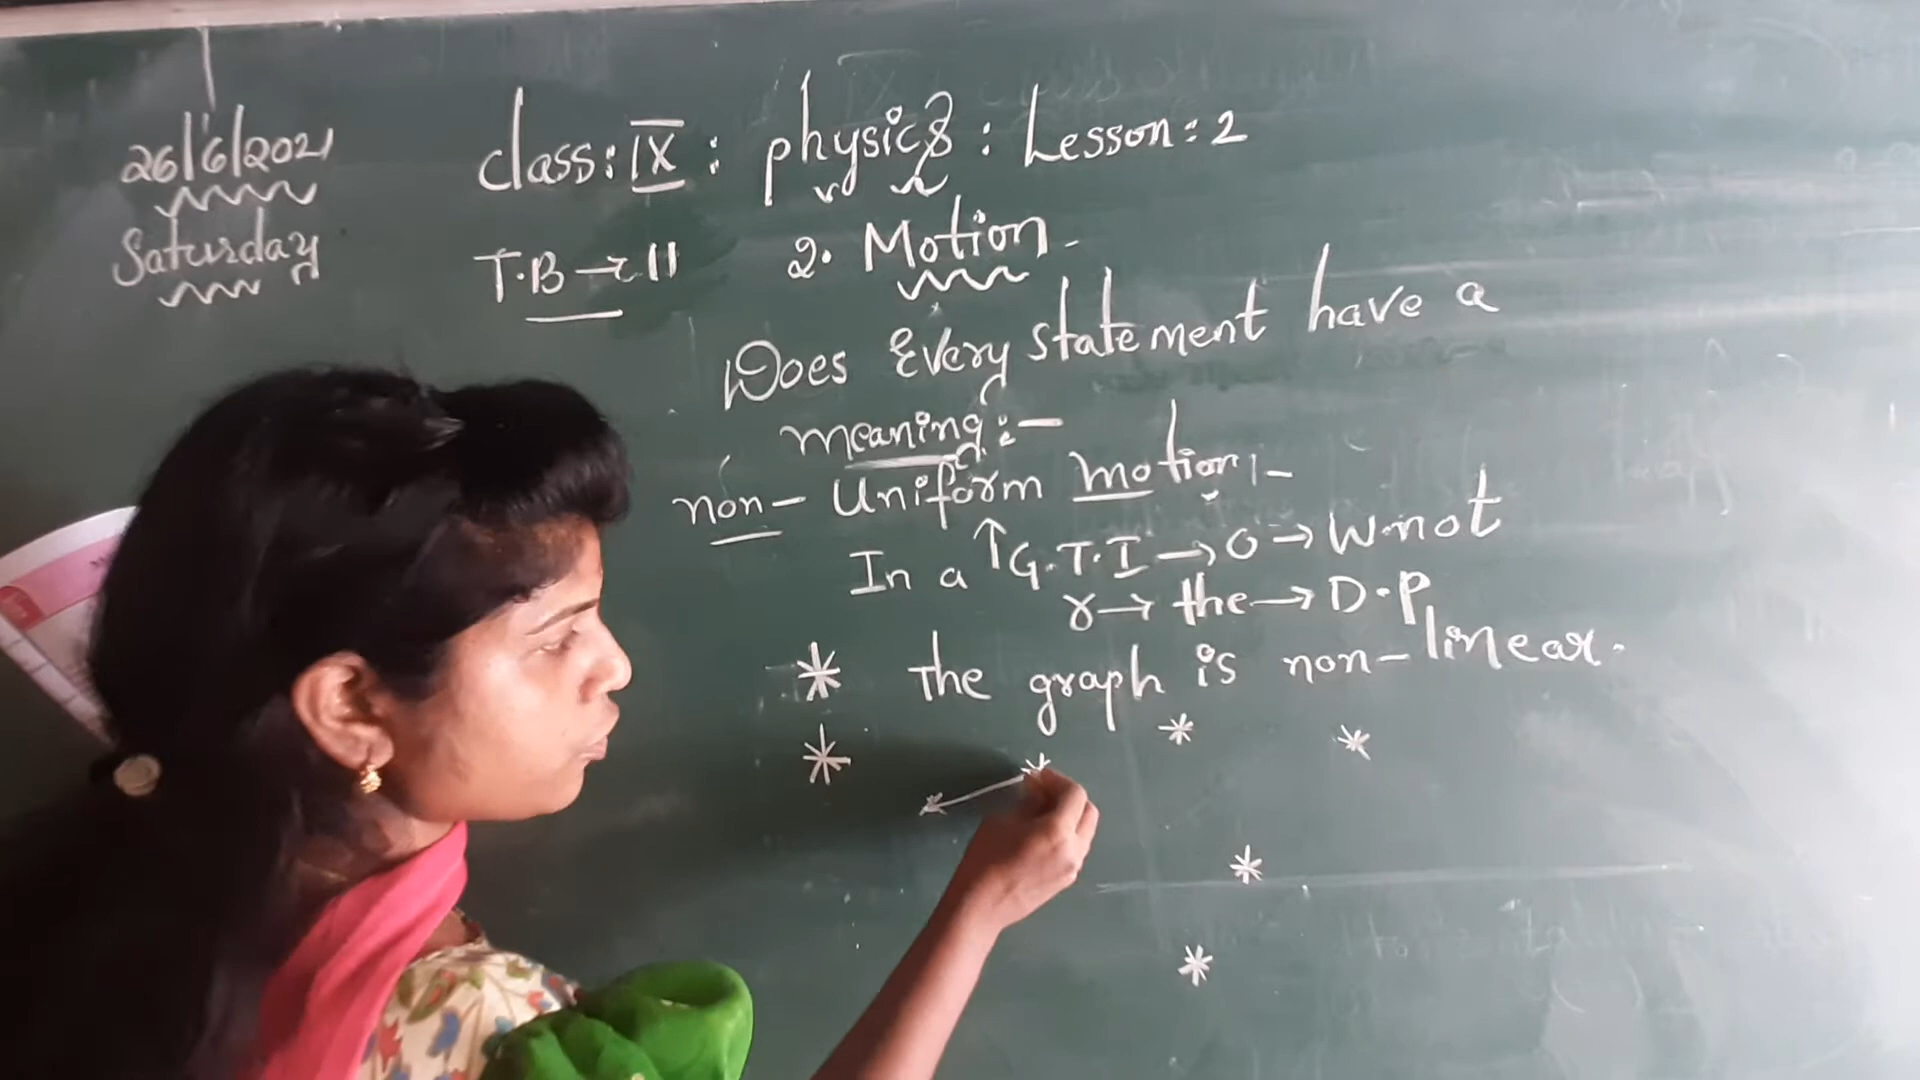 26/6/2021
Saturday
class: IX : physics : Lesson: 2
T.B → 11
2. Motion.
Does Every statement have a
meaning :-
non- Uniform motion :-
In a ↑ G.T.I → O → W.not
r → the → D.P
* the graph is non-linear.
*